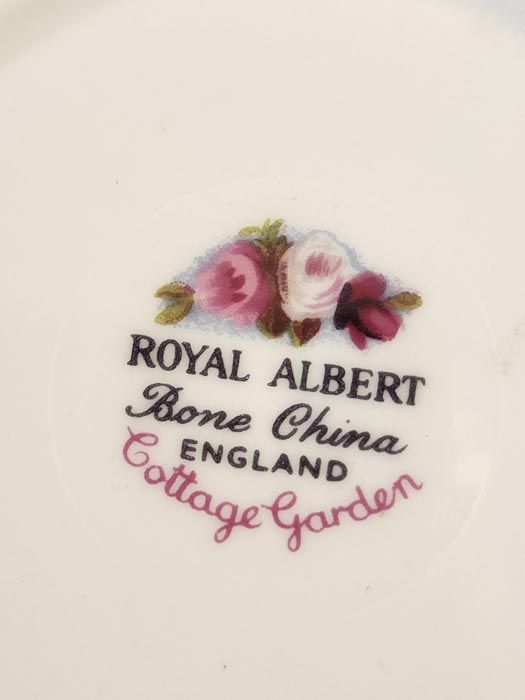 ROYAL ALBERT
Bone China
ENGLAND
Cottage Garden